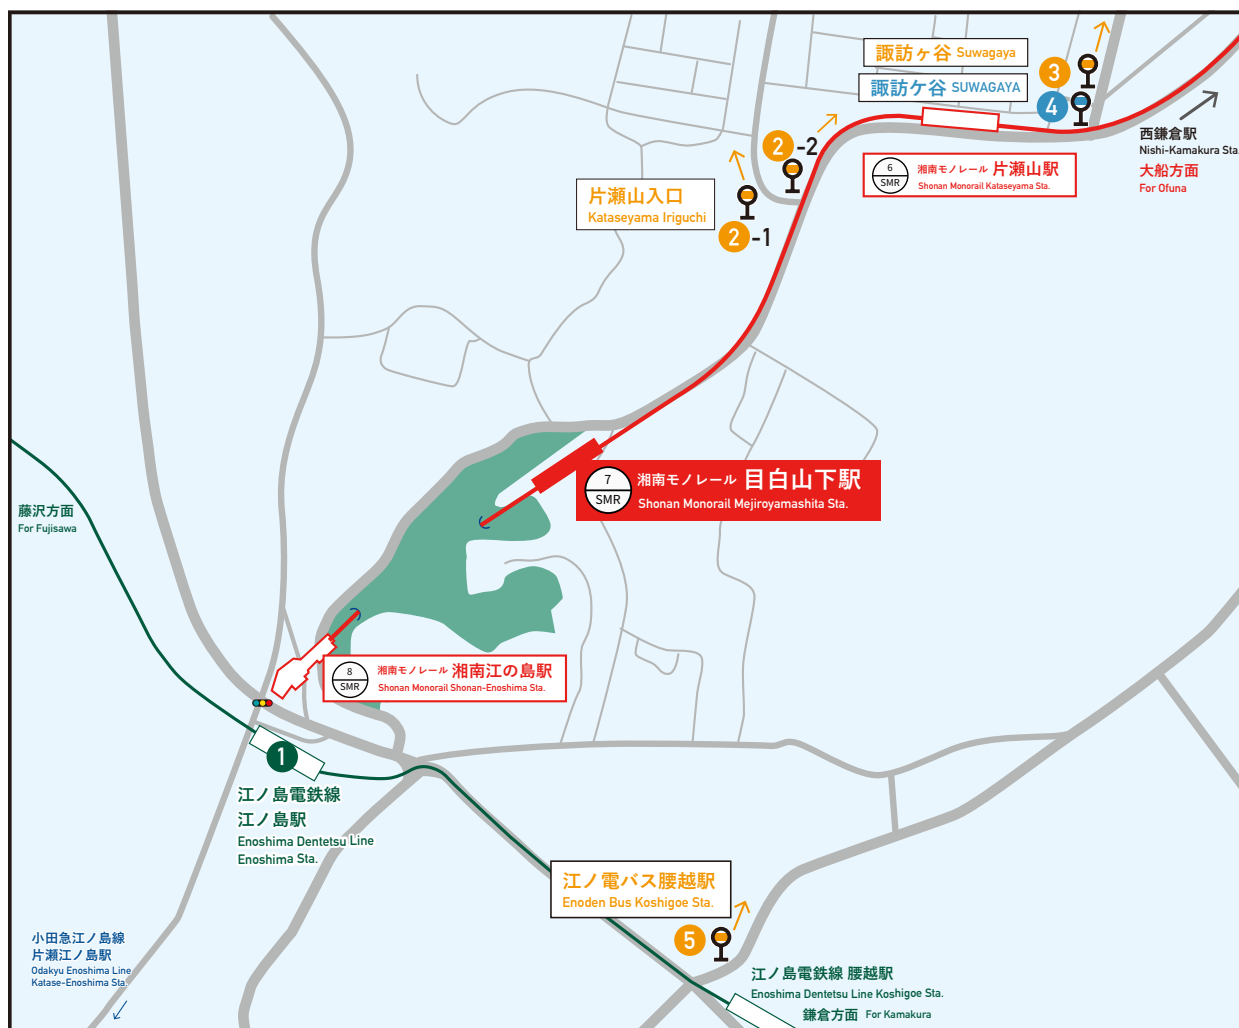 諏訪ヶ谷 Suwagaya
諏訪ケ谷 SUWAGAYA
3
4
西鎌倉駅
Nishi-Kamakura Sta.
大船方面
For Ofuna
2-2
6
SMR
湘南モノレール 片瀬山駅
Shonan Monorail Kataseyama Sta.
片瀬山入口
Kataseyama Iriguchi
2-1
7
SMR
湘南モノレール 目白山下駅
Shonan Monorail Mejiroyamashita Sta.
藤沢方面
For Fujisawa
8
SMR
湘南モノレール 湘南江の島駅
Shonan Monorail Shonan-Enoshima Sta.
1
江ノ島電鉄線
江ノ島駅
Enoshima Dentetsu Line
Enoshima Sta.
江ノ電バス腰越駅
Enoden Bus Koshigoe Sta.
5
小田急江ノ島線
片瀬江ノ島駅
Odakyu Enoshima Line
Katase-Enoshima Sta.
江ノ島電鉄線 腰越駅
Enoshima Dentetsu Line Koshigoe Sta.
鎌倉方面 For Kamakura